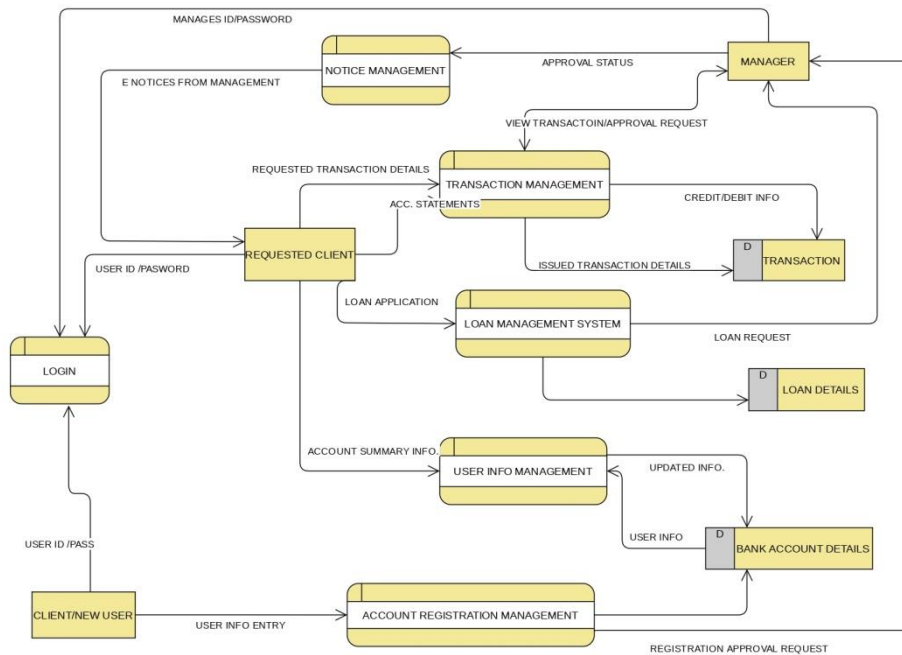 MANAGES ID/PASSWORD
NOTICE MANAGEMENT
APPROVAL STATUS
MANAGER
E NOTICES FROM MANAGEMENT
VIEW TRANSACTOIN/APPROVAL REQUEST
REQUESTED TRANSACTION DETAILS
TRANSACTION MANAGEMENT
CREDIT/DEBIT INFO
ACC. STATEMENTS
D
TRANSACTION
REQUESTED CLIENT
USER ID /PASWORD
ISSUED TRANSACTION DETAILS
LOAN APPLICATION
LOAN MANAGEMENT SYSTEM
LOAN REQUEST
LOGIN
D
LOAN DETAILS
ACCOUNT SUMMARY INFO.
USER INFO MANAGEMENT
UPDATED INFO.
USER INFO
D
BANK ACCOUNT DETAILS
USER ID /PASS
CLIENT/NEW USER
USER INFO ENTRY
ACCOUNT REGISTRATION MANAGEMENT
REGISTRATION APPROVAL REQUEST